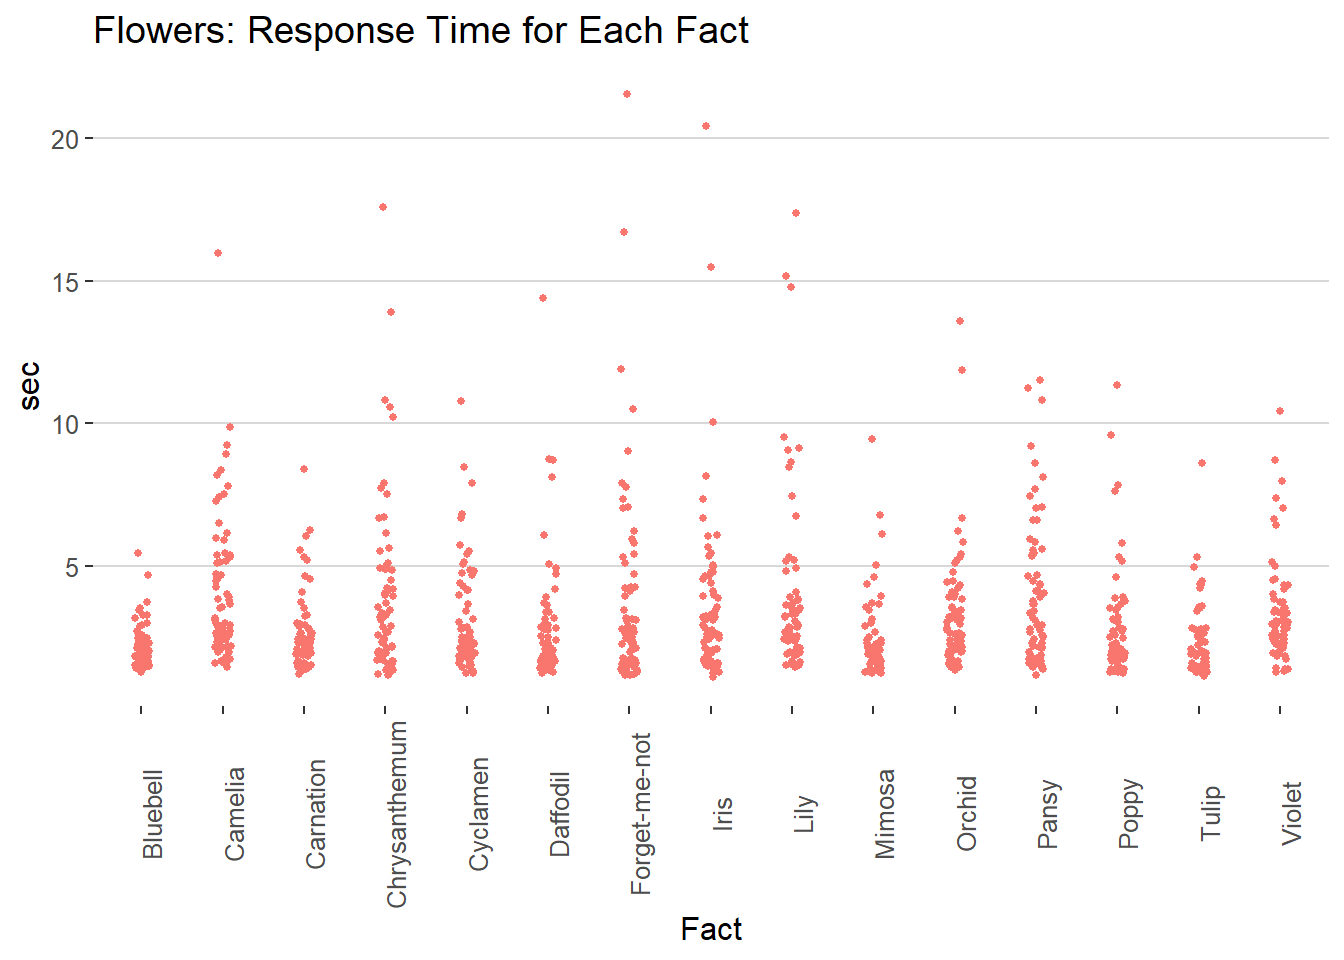 Flowers: Response Time for Each Fact
20
15
10
5
sec
Bluebell
Camelia
Carnation
Chrysanthemum
Cyclamen
Daffodil
Forget-me-not
Iris
Lily
Mimosa
Orchid
Pansy
Poppy
Tulip
Violet
Fact